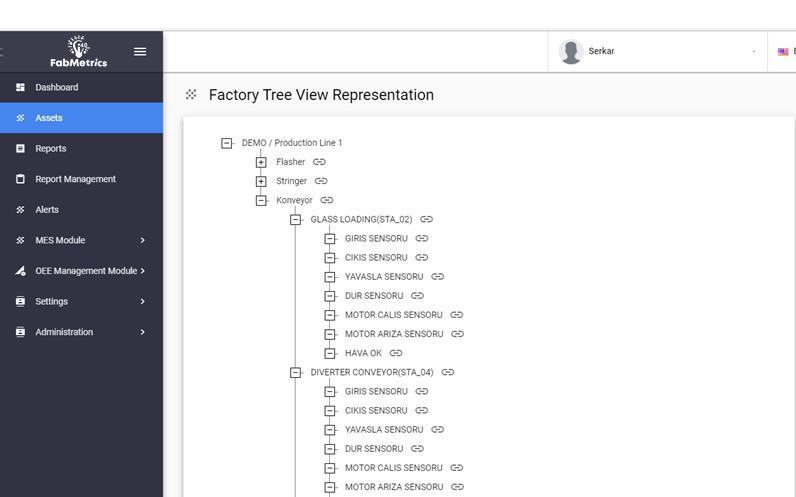 FabMetrics
Serkan
Dashboard
Assets
Reports
Report Management
Alerts
MES Module
OEE Management Module
Settings
Administration
Factory Tree View Representation
DEMO / Production Line 1
Flasher
Stringer
Konveyor
GLASS LOADING(STA_02)
GIRIS SENSORU
CIKIS SENSORU
YAVASLA SENSORU
DUR SENSORU
MOTOR CALIS SENSORU
MOTOR ARIZA SENSORU
HAVA OK
DIVERTER CONVEYOR(STA_04)
GIRIS SENSORU
CIKIS SENSORU
YAVASLA SENSORU
DUR SENSORU
MOTOR CALIS SENSORU
MOTOR ARIZA SENSORU